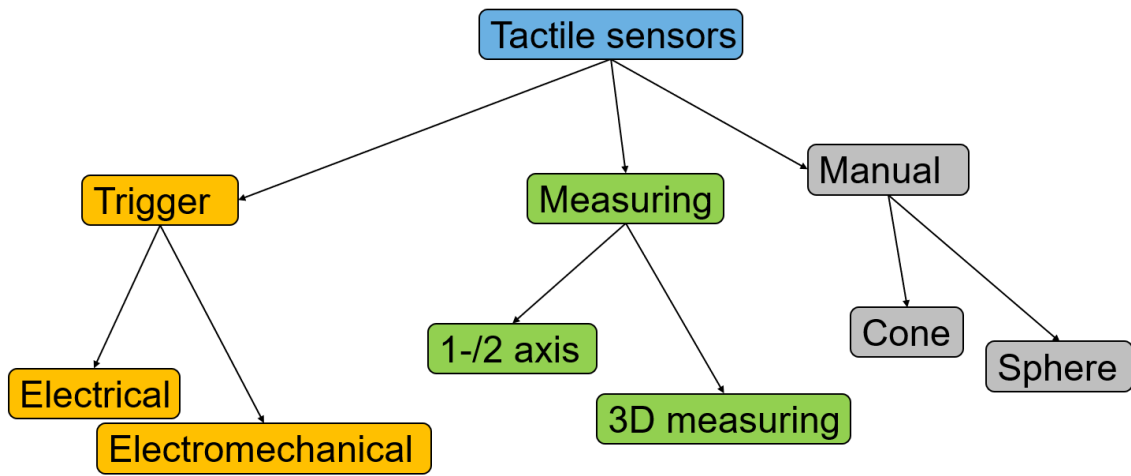 Tactile sensors
Trigger
Measuring
Manual
Electrical
Electromechanical
1-/2 axis
3D measuring
Cone
Sphere